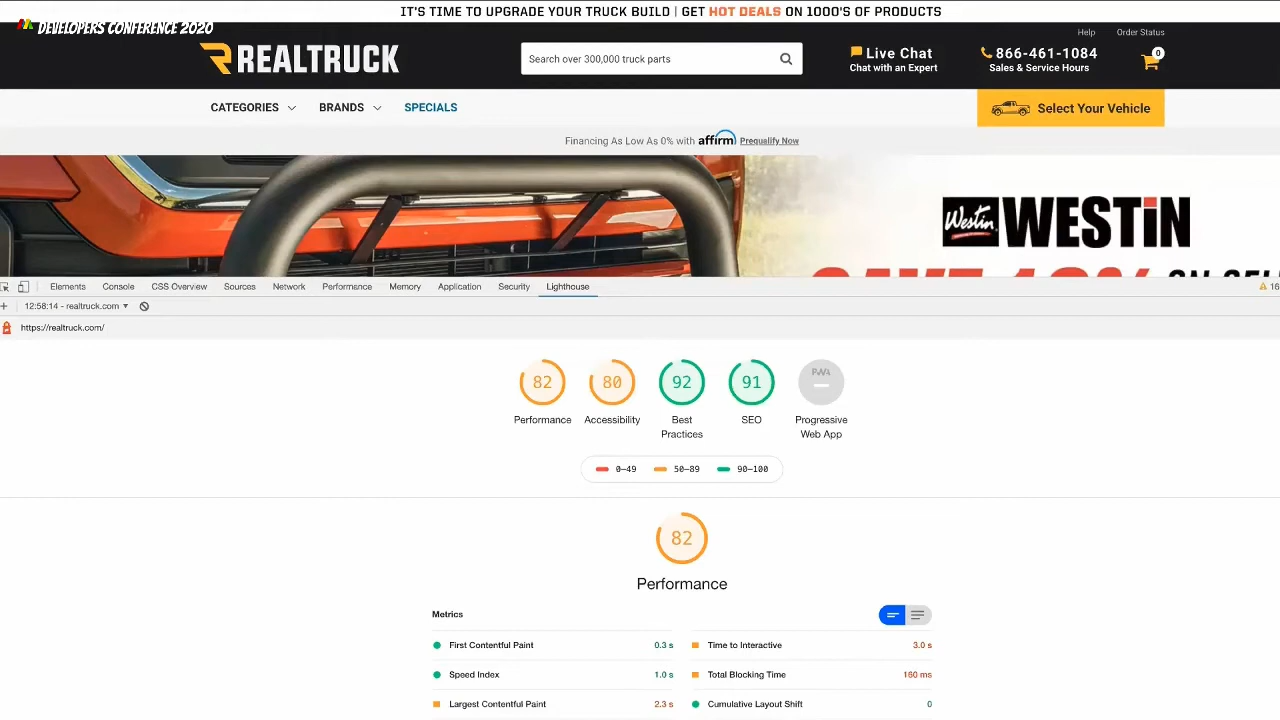 IT'S TIME TO UPGRADE YOUR TRUCK BUILD | GET HOT DEALS ON 1000'S OF PRODUCTS
DEVELOPERS CONFERENCE 2020
Help Order Status
REALTRUCK
Search over 300,000 truck parts
Live Chat
Chat with an Expert
866-461-1084
Sales & Service Hours
0
CATEGORIES BRANDS SPECIALS
Select Your Vehicle
Financing As Low As 0% with affirm Prequalify Now
Westin WESTiN
SAVE 10% ON
Elements Console CSS Overview Sources Network Performance Memory Application Security Lighthouse 16
12:58:14 - realtruck.com
https://realtruck.com/
82 80 92 91 PWA
Performance Accessibility Best Practices SEO Progressive Web App
0–49 50–89 90–100
82
Performance
Metrics
First Contentful Paint 0.3 s Time to Interactive 3.0 s
Speed Index 1.0 s Total Blocking Time 160 ms
Largest Contentful Paint 2.3 s Cumulative Layout Shift 0